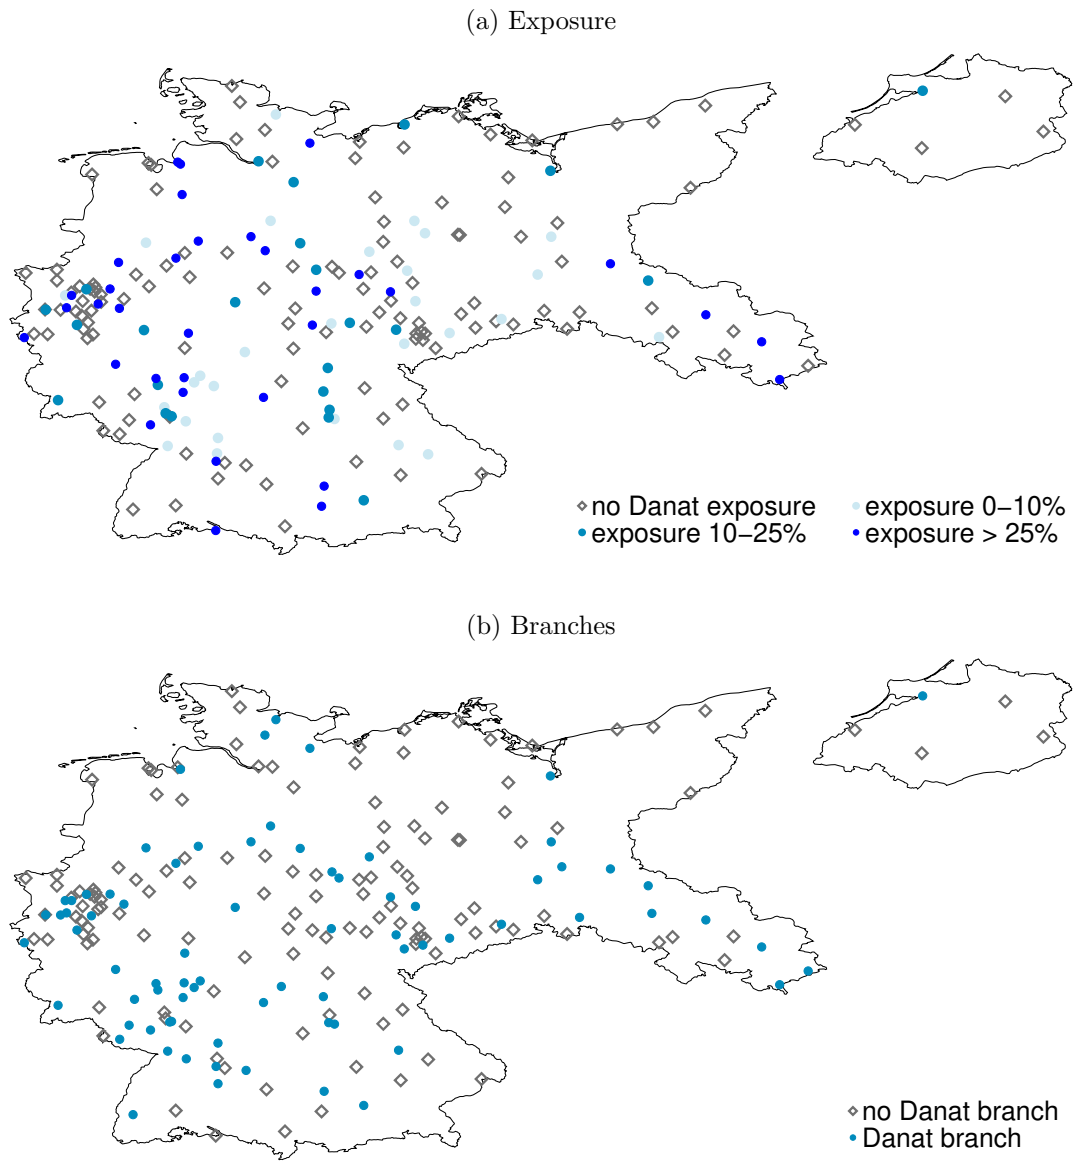 (a) Exposure
no Danat exposure
exposure 0−10%
exposure 10−25%
exposure > 25%
(b) Branches
no Danat branch
Danat branch